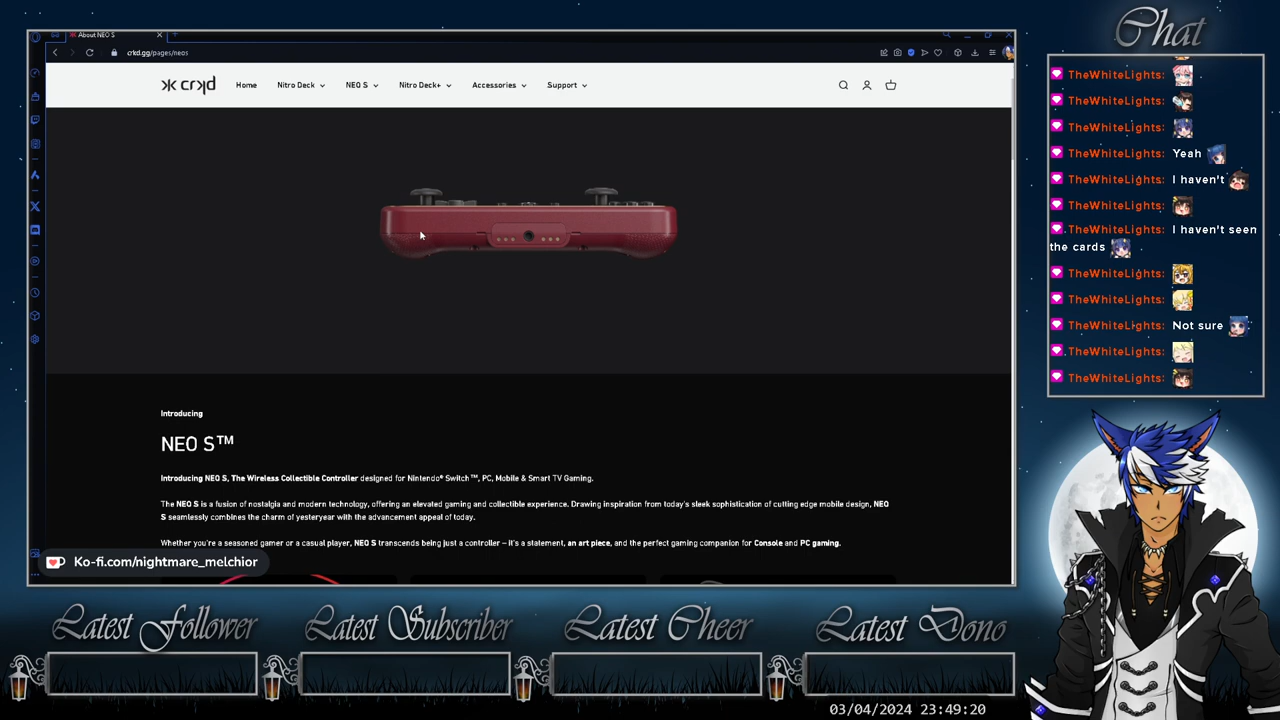 About NEO S
crkd.gg/pages/neos
crkd
Home
Nitro Deck
NEO S
Nitro Deck+
Accessories
Support
Introducing
NEO S™
Introducing NEO S, The Wireless Collectible Controller designed for Nintendo® Switch™, PC, Mobile & Smart TV Gaming.
The NEO S is a fusion of nostalgia and modern technology, offering an elevated gaming and collectible experience. Drawing inspiration from today's sleek sophistication of cutting edge mobile design, NEO
S seamlessly combines the charm of yesteryear with the advancement appeal of today.
Whether you're a seasoned gamer or a casual player, NEO S transcends being just a controller – it's a statement, an art piece, and the perfect gaming companion for Console and PC gaming.
Ko-fi.com/nightmare_melchior
Chat
TheWhiteLights:
TheWhiteLights:
TheWhiteLights:
TheWhiteLights: Yeah
TheWhiteLights: I haven't
TheWhiteLights:
TheWhiteLights: I haven't seen
the cards
TheWhiteLights:
TheWhiteLights:
TheWhiteLights: Not sure
TheWhiteLights:
TheWhiteLights:
Latest Follower
Latest Subscriber
Latest Cheer
Latest Dono
03/04/2024 23:49:20